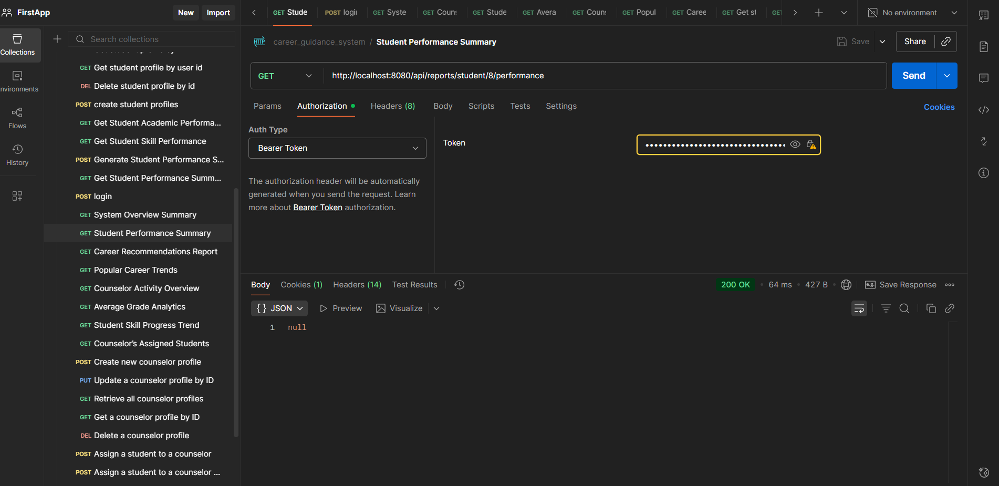 FirstApp
New
Import
GET Stude
POST login
GET Syste
GET Couns
GET Stude
GET Avera
GET Couns
GET Popul
GET Caree
GET Get st
GET
No environment
Collections
nvironments
Flows
History
Search collections
GET Get student profile by user id
DEL Delete student profile by id
POST create student profiles
GET Get Student Academic Performa...
GET Get Student Skill Performance
POST Generate Student Performance S...
GET Get Student Performance Summ...
POST login
GET System Overview Summary
GET Student Performance Summary
GET Career Recommendations Report
GET Popular Career Trends
GET Counselor Activity Overview
GET Average Grade Analytics
GET Student Skill Progress Trend
GET Counselor’s Assigned Students
POST Create new counselor profile
PUT Update a counselor profile by ID
GET Retrieve all counselor profiles
GET Get a counselor profile by ID
DEL Delete a counselor profile
POST Assign a student to a counselor
POST Assign a student to a counselor ...
HTTP career_guidance_system / Student Performance Summary
Save
Share
GET
http://localhost:8080/api/reports/student/8/performance
Send
Params
Authorization
Headers (8)
Body
Scripts
Tests
Settings
Cookies
Auth Type
Bearer Token
The authorization header will be automatically
generated when you send the request. Learn
more about Bearer Token authorization.
Token
Body
Cookies (1)
Headers (14)
Test Results
200 OK
64 ms
427 B
e.g.
Save Response
{} JSON
Preview
Visualize
1 null